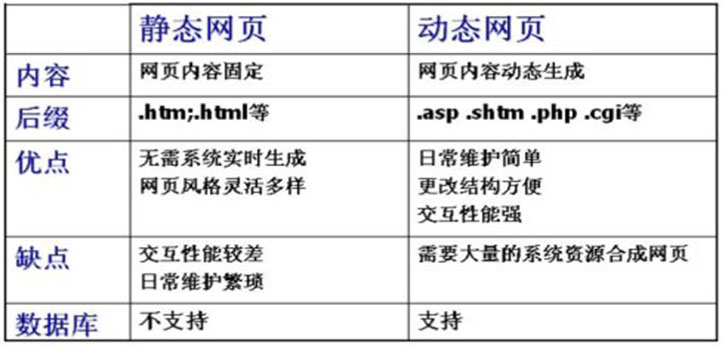 静态网页 动态网页
内容 网页内容固定 网页内容动态生成
后缀 .htm;.html等 .asp .shtm .php .cgi等
优点 无需系统实时生成 日常维护简单
网页风格灵活多样 更改结构方便
交互性能强
缺点 交互性能较差 需要大量的系统资源合成网页
日常维护繁琐
数据库 不支持 支持